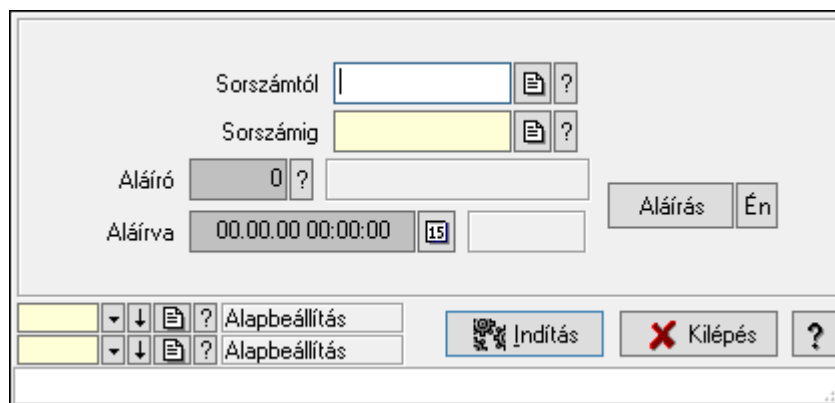 Sorszámtól ?
Sorszámig ?
Aláíró 0 ?
Aláírás Én
Aláírva 00.00.00 00:00:00 15
? Alapbeállítás
? Alapbeállítás
Indítás Kilépés ?